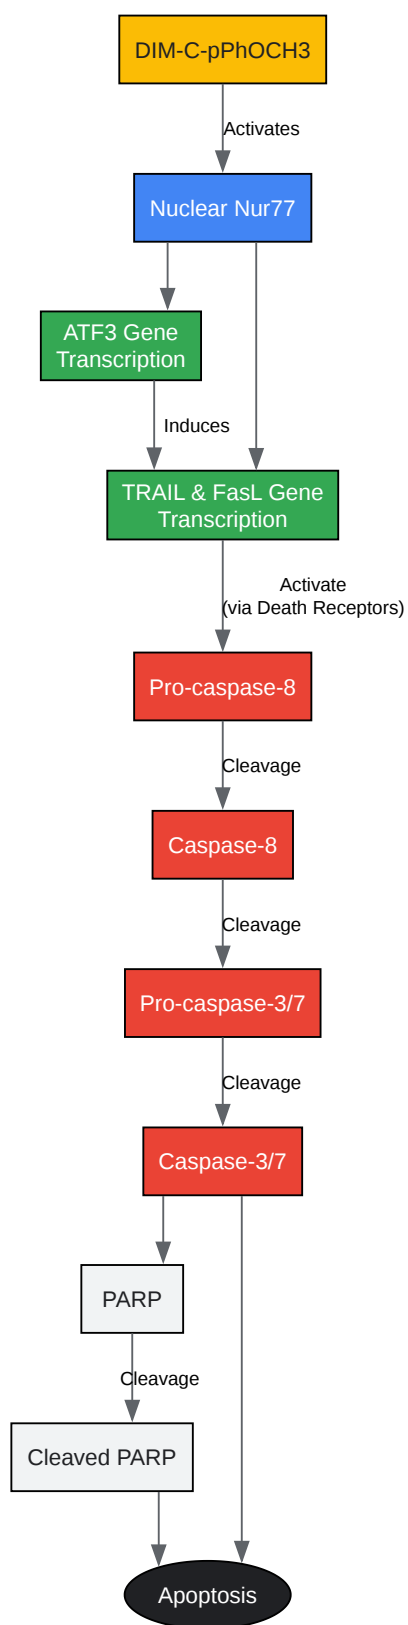 DIM-C-pPhOCH3
Activates
Nuclear Nur77
ATF3 Gene
Transcription
Induces
TRAIL & FasL Gene
Transcription
Activate
(via Death Receptors)
Pro-caspase-8
Cleavage
Caspase-8
Cleavage
Pro-caspase-3/7
Cleavage
Caspase-3/7
PARP
Cleavage
Cleaved PARP
Apoptosis